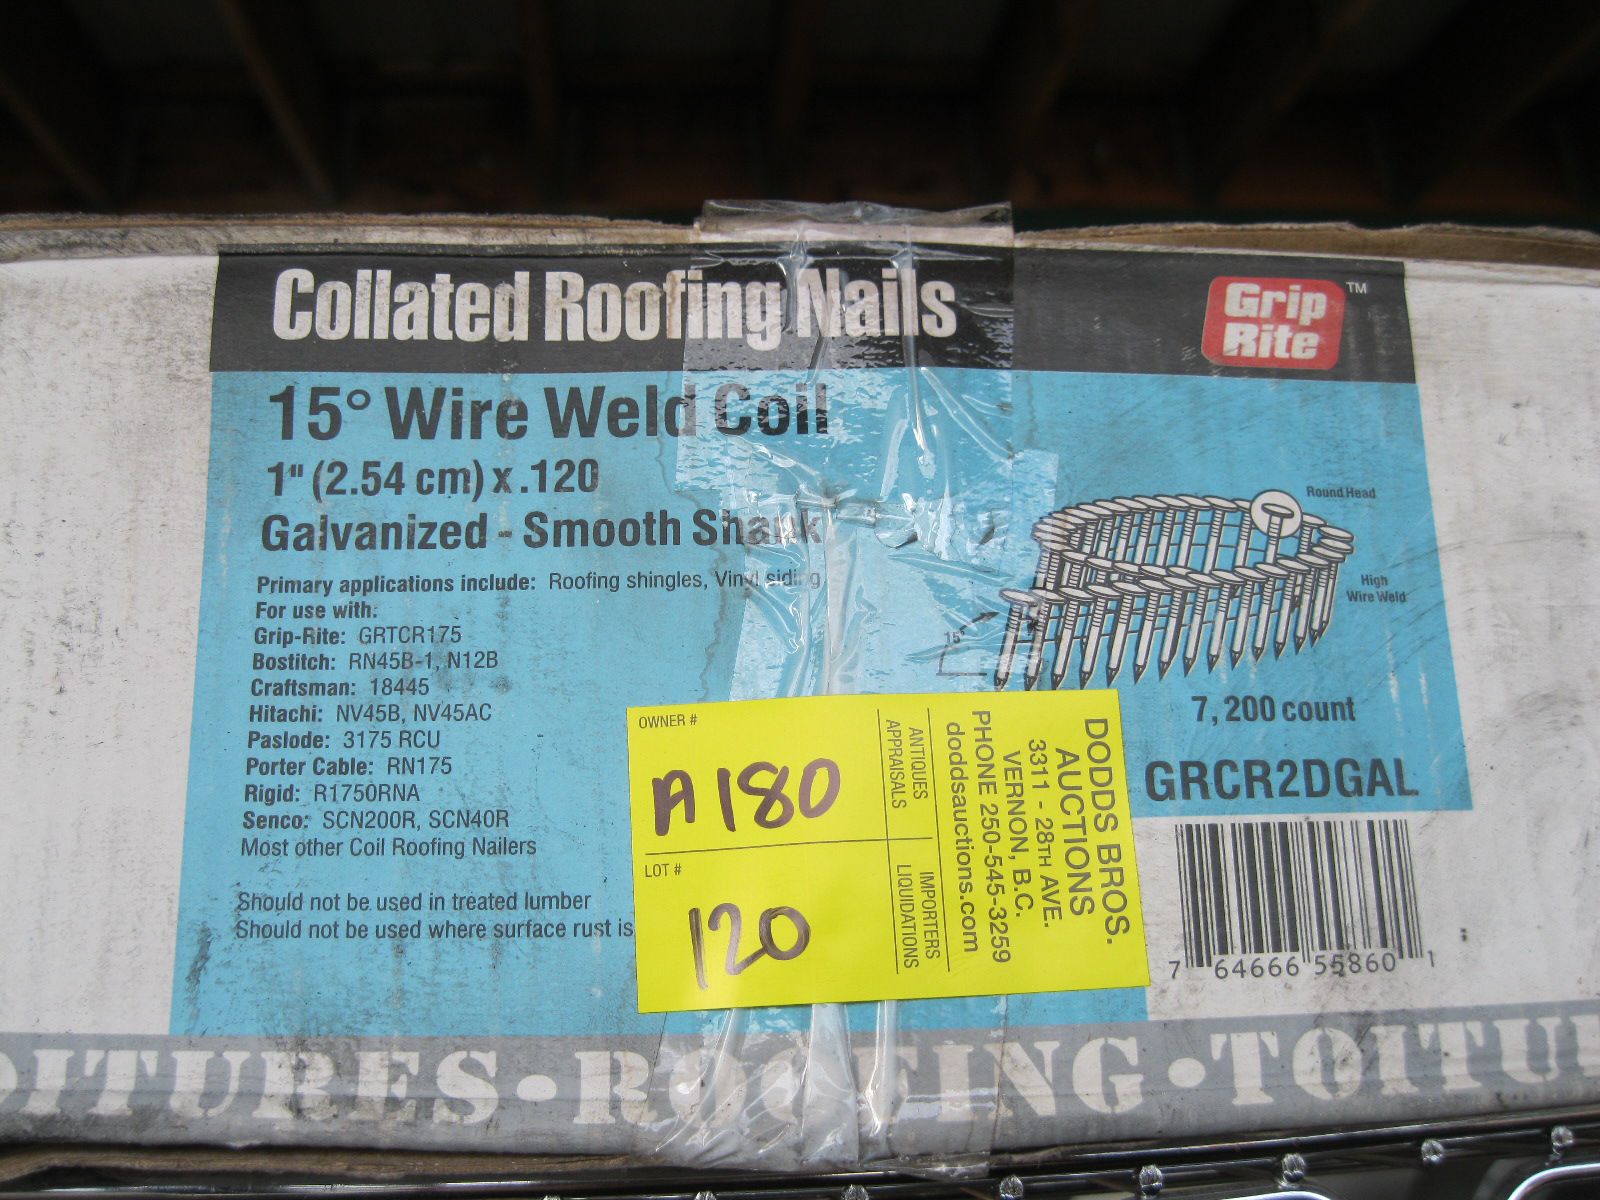 Collated Roofing Nails
Grip
Rite
TM
15° Wire Weld Coil
1" (2.54 cm) x .120
Galvanized - Smooth Shank
Primary applications include: Roofing shingles, Vinyl siding
For use with:
Grip-Rite: GRTCR175
Bostitch: RN45B-1, N12B
Craftsman: 18445
Hitachi: NV45B, NV45AC
Paslode: 3175 RCU
Porter Cable: RN175
Rigid: R1750RNA
Senco: SCN200R, SCN40R
Most other Coil Roofing Nailers
Should not be used in treated lumber
Should not be used where surface rust is
Round Head
High
Wire Weld
15°
7, 200 count
GRCR2DGAL
7 64666 55860 1
OWNER #
A180
LOT #
120
DODDS BROS.
AUCTIONS
3311 - 28TH AVE.
VERNON, B.C.
PHONE 250-545-3259
doddsauctions.com
ANTIQUES
APPRAISALS
IMPORTERS
LIQUIDATIONS
OITURES • ROOFING • TOITU